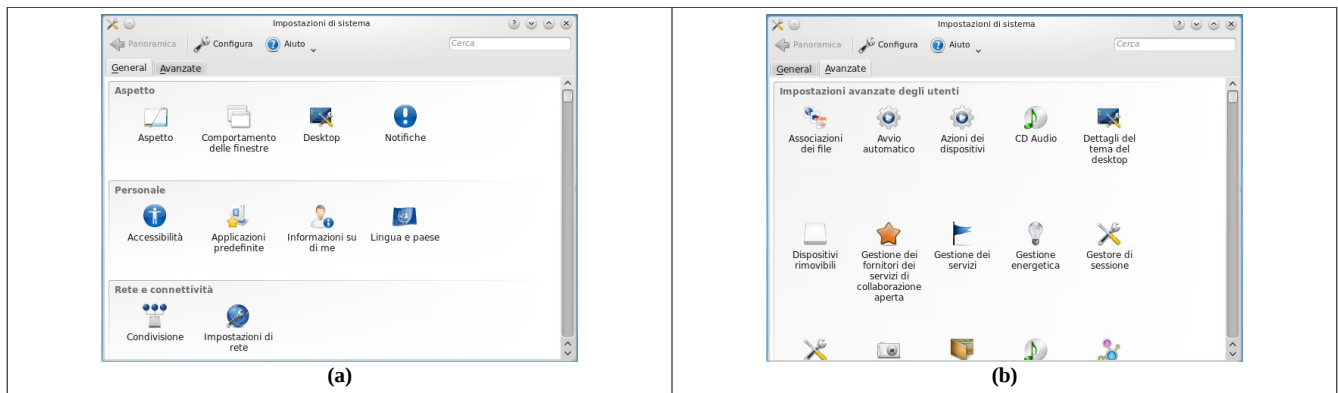 Impostazioni di sistema
Panoramica Configura Aiuto Cerca
General Avanzate
Aspetto
Aspetto Comportamento Desktop Notifiche
delle finestre
Personale
Accessibilità Applicazioni Informazioni su Lingua e paese
predefinite di me
Rete e connettività
Condivisione Impostazioni di
rete
(a)
Impostazioni di sistema
Panoramica Configura Aiuto Cerca
General Avanzate
Impostazioni avanzate degli utenti
Associazioni Avvio Azioni dei CD Audio Dettagli del
dei file automatico dispositivi tema del
desktop
Dispositivi Gestione dei Gestione dei Gestione Gestore di
rimovibili fornitori dei servizi energetica sessione
servizi di
collaborazione
aperta
(b)